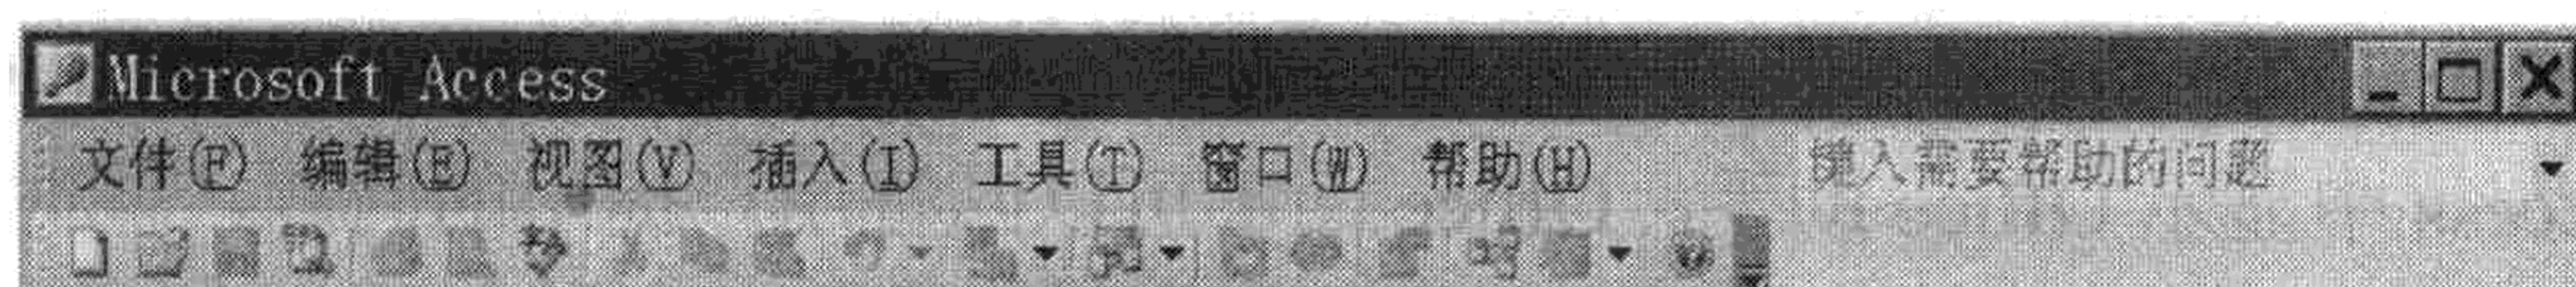 Microsoft Access
文件(F) 编辑(E) 视图(V) 插入(I) 工具(T) 窗口(W) 帮助(H) 键入需要帮助的问题